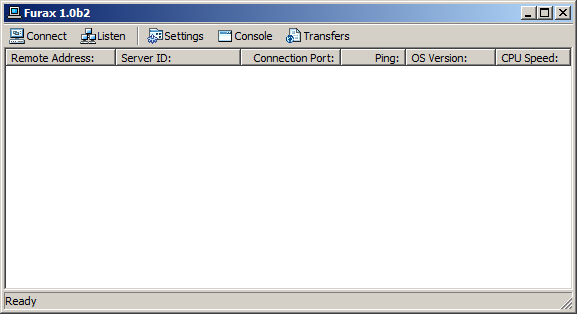 Furax 1.0b2
Connect Listen Settings Console Transfers
Remote Address: Server ID: Connection Port: Ping: OS Version: CPU Speed:
Ready